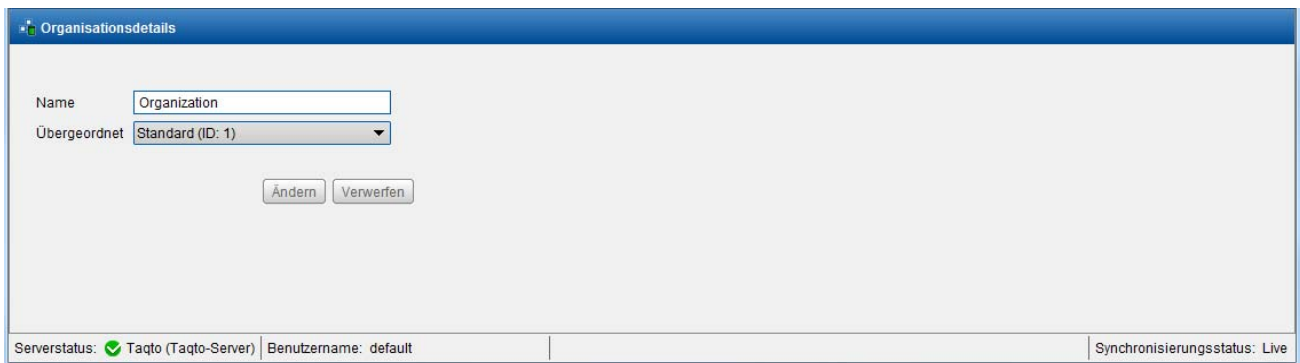 Organisationsdetails
Name Organization
Übergeordnet Standard (ID: 1)
Ändern Verwerfen
Serverstatus: Taqto (Taqto-Server) Benutzername: default Synchronisierungsstatus: Live